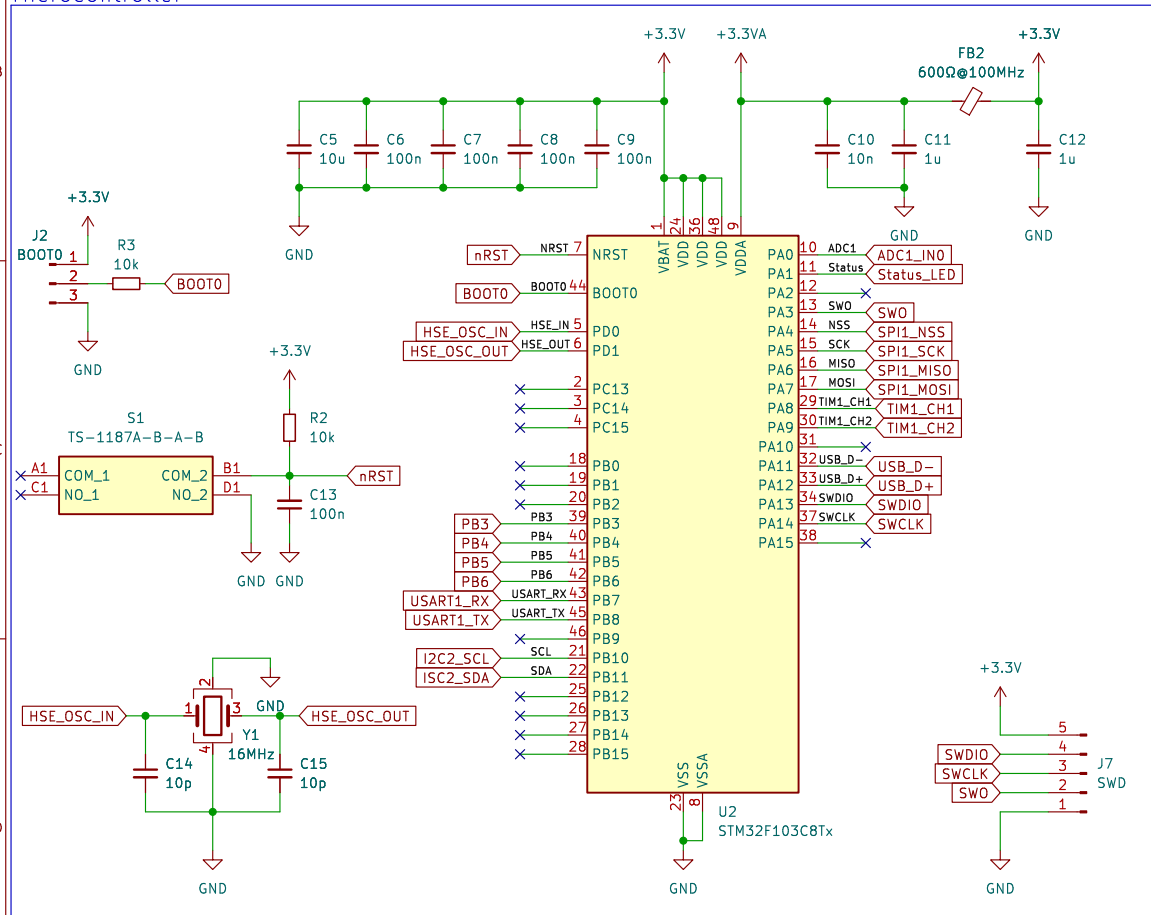 +3.3V
+3.3VA
+3.3V
FB2
600Ω@100MHz
C5
10u
C6
100n
C7
100n
C8
100n
C9
100n
C10
10n
C11
1u
C12
1u
GND
GND
GND
+3.3V
J2
BOOT0
1
2
3
R3
10k
BOOT0
GND
1
24
36
48
9
VBAT
VDD
VDD
VDD
VDDA
nRST
NRST
7
NRST
BOOT0
BOOT0
44
BOOT0
HSE_OSC_IN
HSE_IN
5
PD0
HSE_OSC_OUT
HSE_OUT
6
PD1
2
PC13
3
PC14
4
PC15
18
PB0
19
PB1
20
PB2
PB3
PB3
39
PB3
PB4
PB4
40
PB4
PB5
PB5
41
PB5
PB6
PB6
42
PB6
USART1_RX
USART_RX
43
PB7
USART1_TX
USART_TX
45
PB8
46
PB9
I2C2_SCL
SCL
21
PB10
ISC2_SDA
SDA
22
PB11
25
PB12
26
PB13
27
PB14
28
PB15
PA0
10
ADC1
ADC1_IN0
PA1
11
Status
Status_LED
PA2
12
PA3
13
SWO
SWO
PA4
14
NSS
SPI1_NSS
PA5
15
SCK
SPI1_SCK
PA6
16
MISO
SPI1_MISO
PA7
17
MOSI
SPI1_MOSI
PA8
29
TIM1_CH1
TIM1_CH1
PA9
30
TIM1_CH2
TIM1_CH2
PA10
31
PA11
32
USB_D-
USB_D-
PA12
33
USB_D+
USB_D+
PA13
34
SWDIO
SWDIO
PA14
37
SWCLK
SWCLK
PA15
38
VSS
VSSA
23
8
U2
STM32F103C8Tx
GND
+3.3V
R2
10k
S1
TS-1187A-B-A-B
A1
COM_1
COM_2
B1
C1
NO_1
NO_2
D1
nRST
C13
100n
GND
GND
HSE_OSC_IN
2
1
3
4
GND
HSE_OSC_OUT
Y1
16MHz
C14
10p
C15
10p
GND
+3.3V
5
4
3
2
1
SWDIO
SWCLK
SWO
J7
SWD
GND